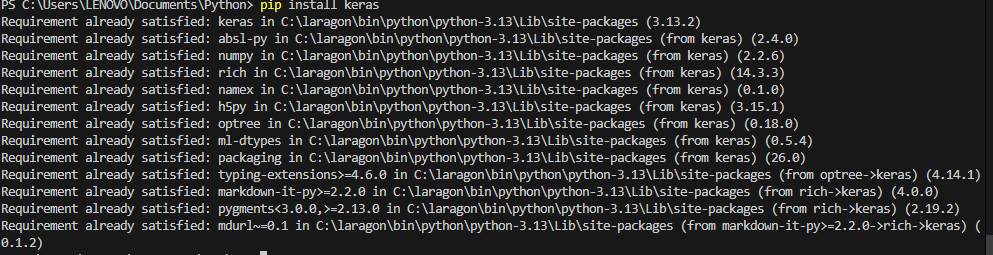 PS C:\Users\LENOVO\Documents\Python> pip install keras
Requirement already satisfied: keras in C:\laragon\bin\python\python-3.13\Lib\site-packages (3.13.2)
Requirement already satisfied: absl-py in C:\laragon\bin\python\python-3.13\Lib\site-packages (from keras) (2.4.0)
Requirement already satisfied: numpy in C:\laragon\bin\python\python-3.13\Lib\site-packages (from keras) (2.2.6)
Requirement already satisfied: rich in C:\laragon\bin\python\python-3.13\Lib\site-packages (from keras) (14.3.3)
Requirement already satisfied: namex in C:\laragon\bin\python\python-3.13\Lib\site-packages (from keras) (0.1.0)
Requirement already satisfied: h5py in C:\laragon\bin\python\python-3.13\Lib\site-packages (from keras) (3.15.1)
Requirement already satisfied: optree in C:\laragon\bin\python\python-3.13\Lib\site-packages (from keras) (0.18.0)
Requirement already satisfied: ml-dtypes in C:\laragon\bin\python\python-3.13\Lib\site-packages (from keras) (0.5.4)
Requirement already satisfied: packaging in C:\laragon\bin\python\python-3.13\Lib\site-packages (from keras) (26.0)
Requirement already satisfied: typing-extensions>=4.6.0 in C:\laragon\bin\python\python-3.13\Lib\site-packages (from optree->keras) (4.14.1)
Requirement already satisfied: markdown-it-py>=2.2.0 in C:\laragon\bin\python\python-3.13\Lib\site-packages (from rich->keras) (4.0.0)
Requirement already satisfied: pygments<3.0.0,>=2.13.0 in C:\laragon\bin\python\python-3.13\Lib\site-packages (from rich->keras) (2.19.2)
Requirement already satisfied: mdurl~=0.1 in C:\laragon\bin\python\python-3.13\Lib\site-packages (from markdown-it-py>=2.2.0->rich->keras) (
0.1.2)